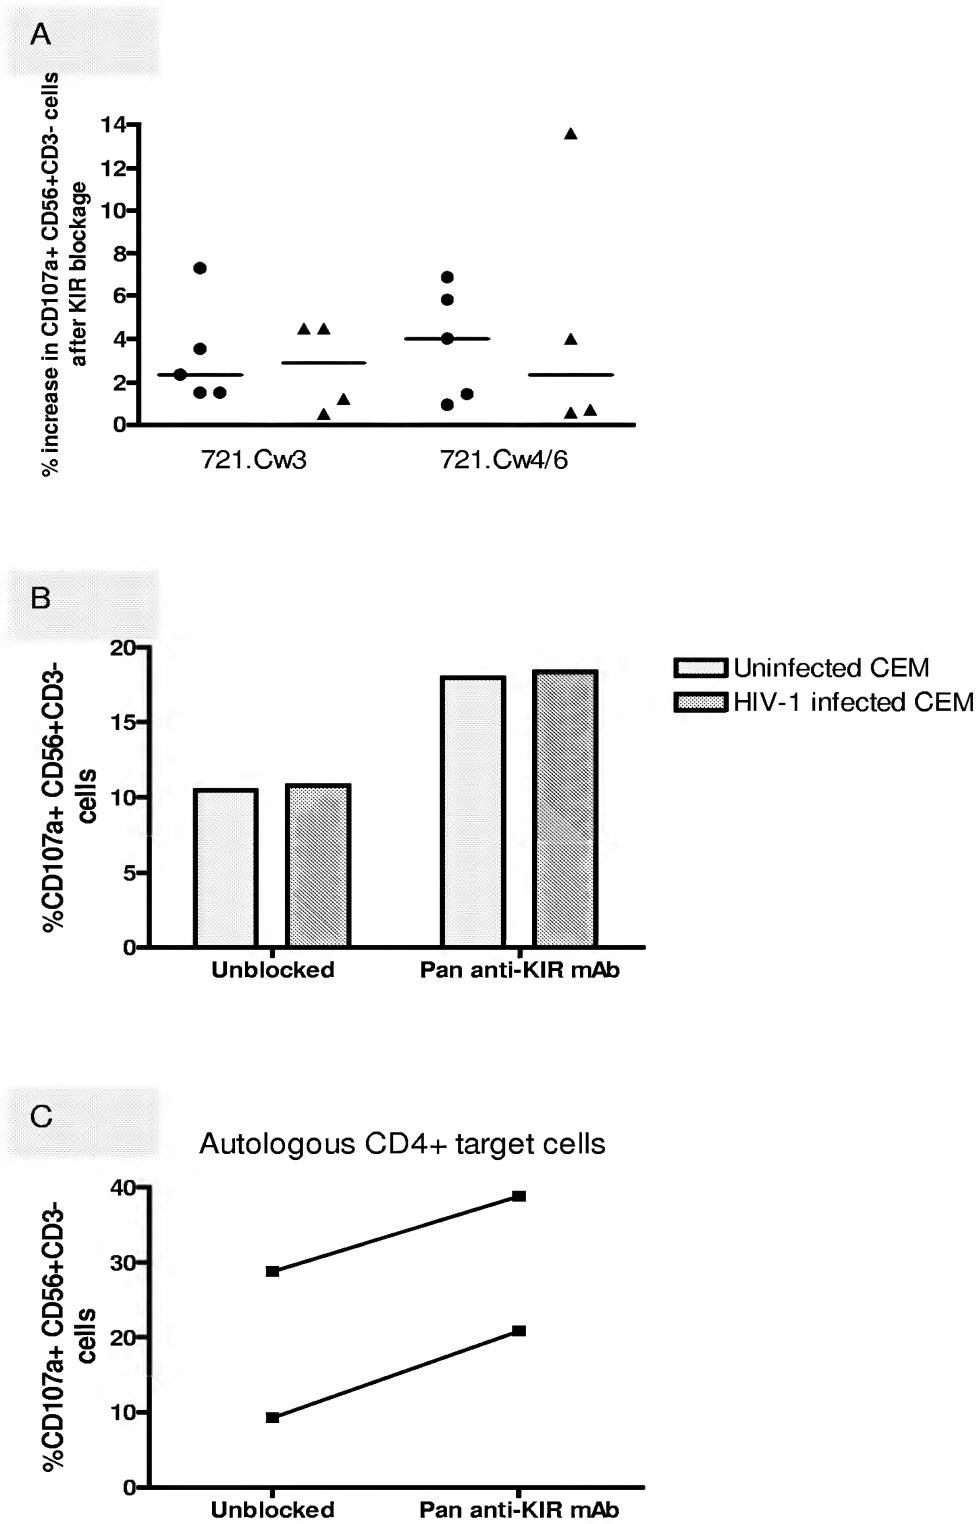 A
% increase in CD107a+ CD56+CD3- cells
after KIR blockage
14
12
10
8
6
4
2
0
721.Cw3
721.Cw4/6
B
%CD107a+ CD56+CD3-
cells
20
15
10
5
0
Unblocked
Pan anti-KIR mAb
Uninfected CEM
HIV-1 infected CEM
C
Autologous CD4+ target cells
%CD107a+ CD56+CD3-
cells
40
30
20
10
0
Unblocked
Pan anti-KIR mAb